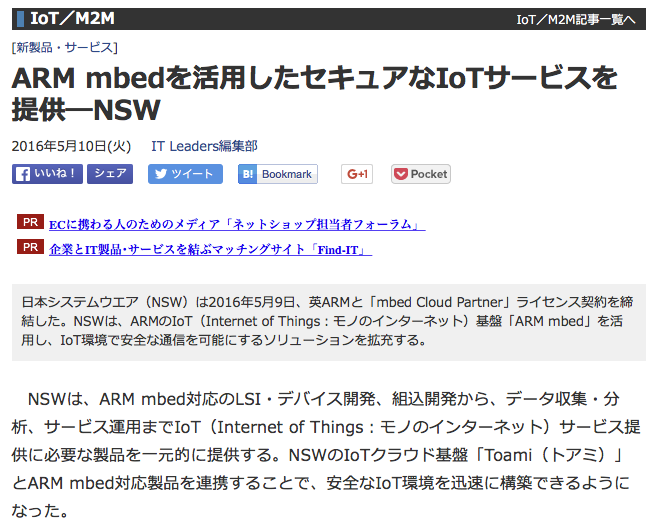 IoT／M2M
IoT／M2M記事一覧へ
[新製品・サービス]
ARM mbedを活用したセキュアなIoTサービスを
提供―NSW
2016年5月10日(火)
IT Leaders編集部
いいね！
シェア
ツイート
B! Bookmark
G+1
Pocket
PR ECに携わる人のためのメディア「ネットショップ担当者フォーラム」
PR 企業とIT製品･サービスを結ぶマッチングサイト「Find-IT」
日本システムウエア（NSW）は2016年5月9日、英ARMと「mbed Cloud Partner」ライセンス契約を締
結した。NSWは、ARMのIoT（Internet of Things：モノのインターネット）基盤「ARM mbed」を活
用し、IoT環境で安全な通信を可能にするソリューションを拡充する。
NSWは、ARM mbed対応のLSI・デバイス開発、組込開発から、データ収集・分
析、サービス運用までIoT（Internet of Things：モノのインターネット）サービス提
供に必要な製品を一元的に提供する。NSWのIoTクラウド基盤「Toami（トアミ）」
とARM mbed対応製品を連携することで、安全なIoT環境を迅速に構築できるように
なった。